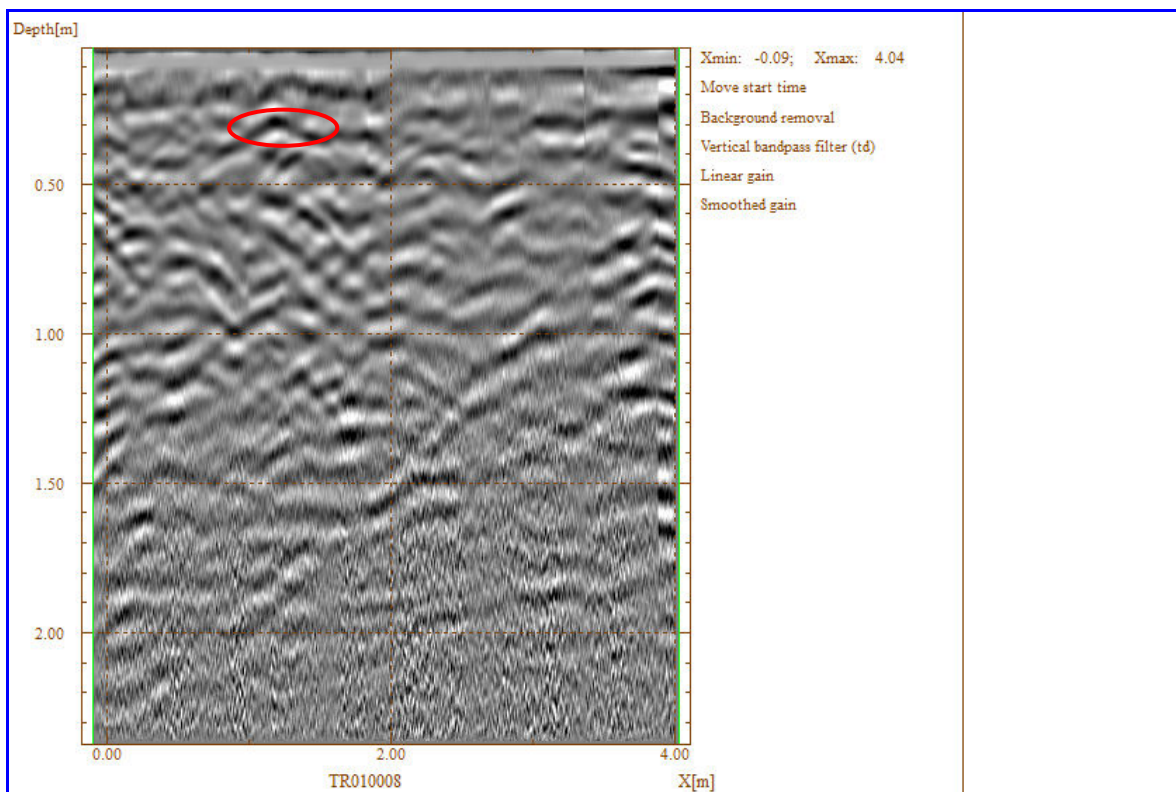 Depth[m]
Xmin: -0.09; Xmax: 4.04
Move start time
Background removal
Vertical bandpass filter (td)
Linear gain
Smoothed gain
0.50
1.00
1.50
2.00
0.00 2.00 4.00
TR010008 X[m]